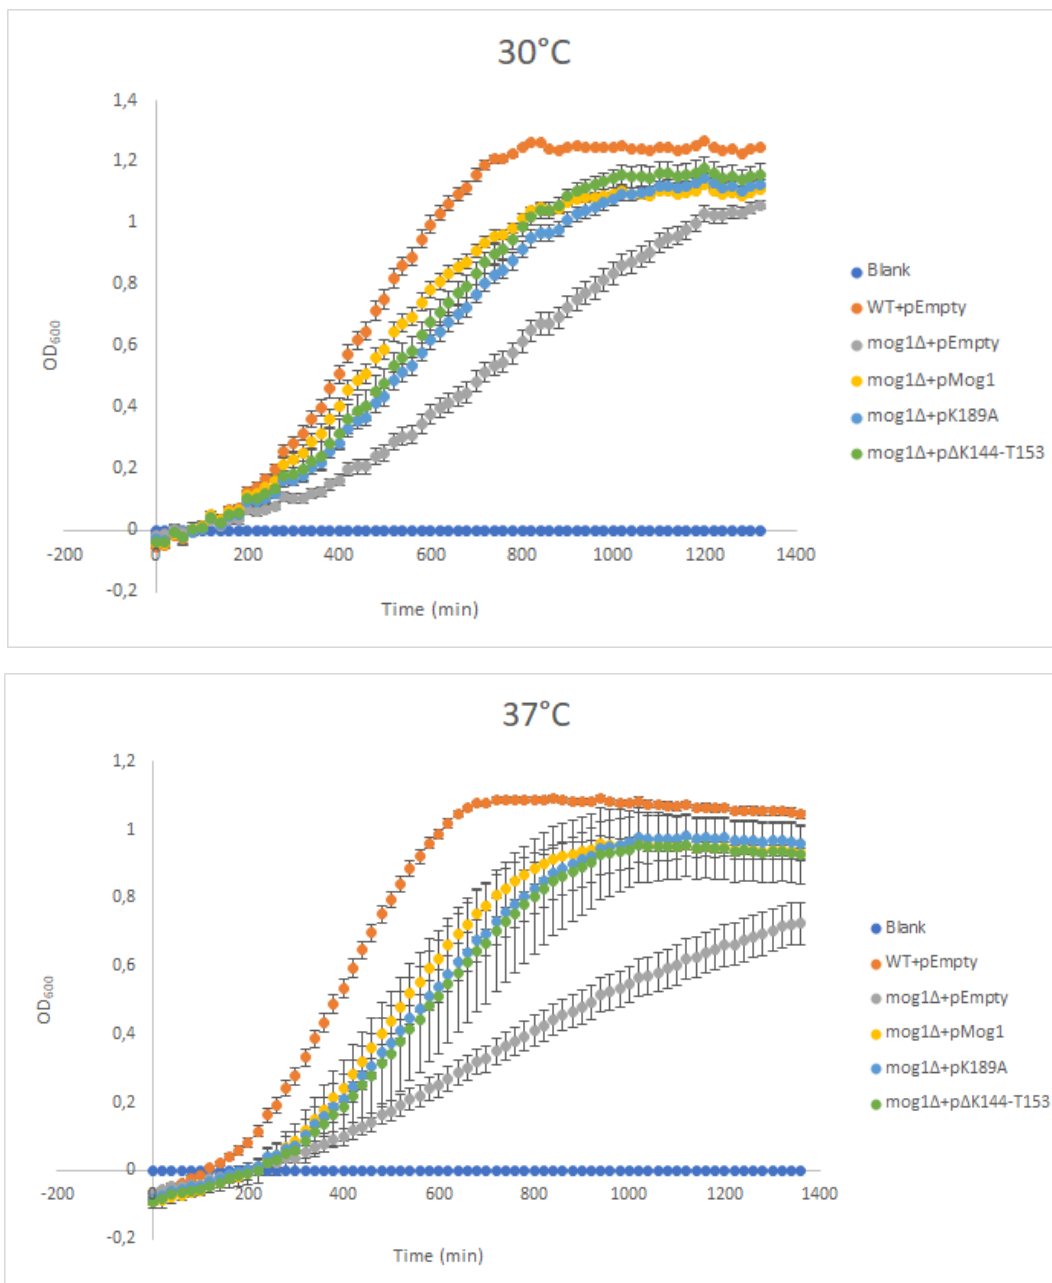 30°C
1,4
1,2
1
0,8
0,6
0,4
0,2
0
-0,2
OD600
-200 0 200 400 600 800 1000 1200 1400
Time (min)
Blank
WT+pEmpty
mog1Δ+pEmpty
mog1Δ+pMog1
mog1Δ+pK189A
mog1Δ+pΔK144-T153
37°C
1,2
1
0,8
0,6
0,4
0,2
0
-0,2
OD600
-200 0 200 400 600 800 1000 1200 1400
Time (min)
Blank
WT+pEmpty
mog1Δ+pEmpty
mog1Δ+pMog1
mog1Δ+pK189A
mog1Δ+pΔK144-T153